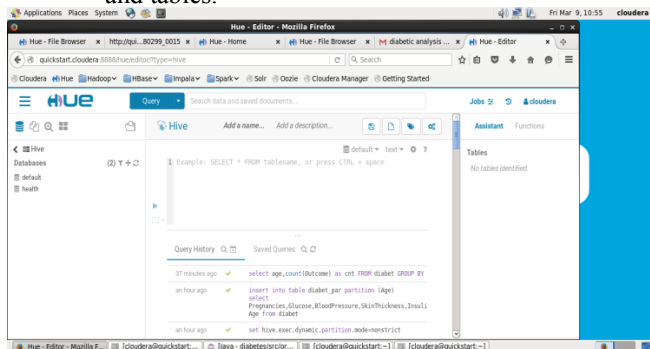 and tables.
Applications Places System Fri Mar 9, 10:55 cloudera
Hue - Editor - Mozilla Firefox
Hue - File Browser x http://qui...80299_0015 x Hue - Home x Hue - File Browser x M diabetic analysis ... x Hue - Editor x
quickstart.cloudera:8888/hue/editor/?type=hive Search
Cloudera Hue Hadoop HBase Impala Spark Solr Oozie Cloudera Manager Getting Started
HUE Query Search data and saved documents... Jobs cloudera
Hive Add a name... Add a description... Assistant Functions
Hive default text ?
Databases (2)
default
health
1 Example: SELECT * FROM tablename, or press CTRL + space
Tables
No tables identified.
Query History Saved Queries
37 minutes ago select age,count(Outcome) as cnt FROM diabet GROUP BY
an hour ago insert into table diabet_par partition (Age)
select
Pregnancies,Glucose,BloodPressure,SkinThickness,Insuli
Age from diabet
an hour ago set hive.exec.dynamic.partition.mode=nonstrict
Hue - Editor - Mozilla F... [cloudera@quickstart:... [Java - diabetes/src/or... [cloudera@quickstart:~] [cloudera@quickstart:~]